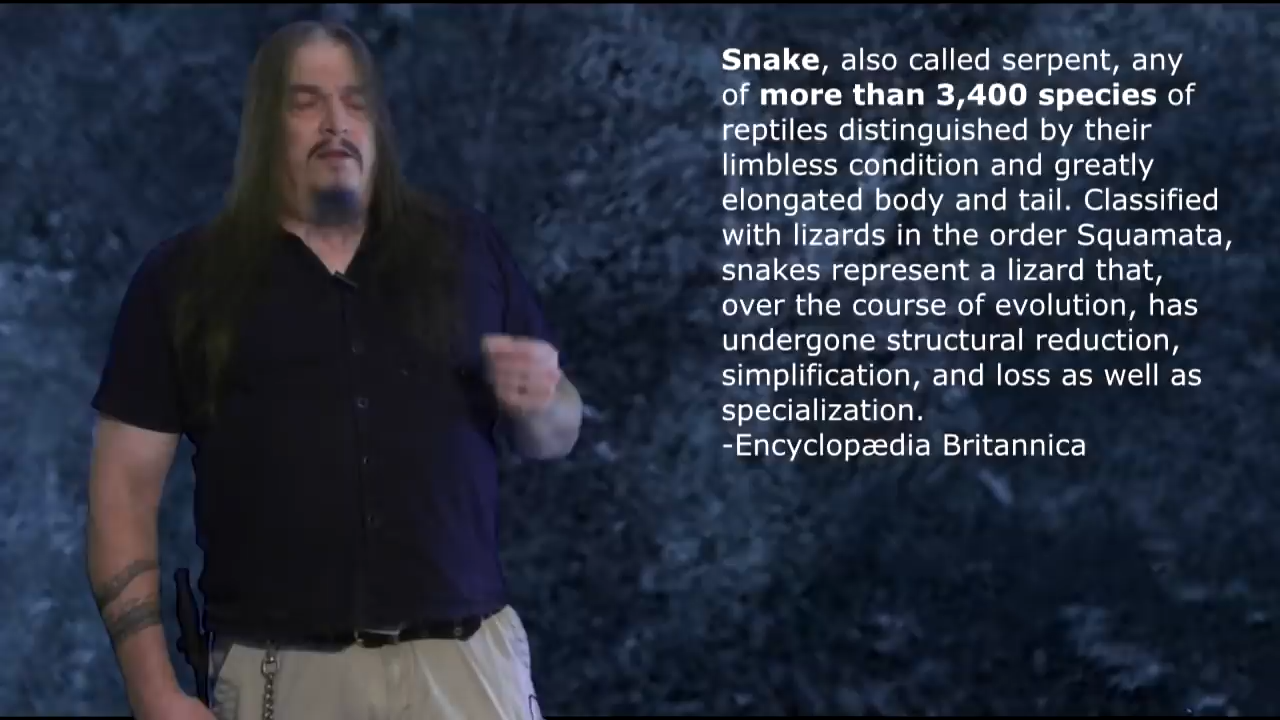 Snake, also called serpent, any
of more than 3,400 species of
reptiles distinguished by their
limbless condition and greatly
elongated body and tail. Classified
with lizards in the order Squamata,
snakes represent a lizard that,
over the course of evolution, has
undergone structural reduction,
simplification, and loss as well as
specialization.
-Encyclopædia Britannica